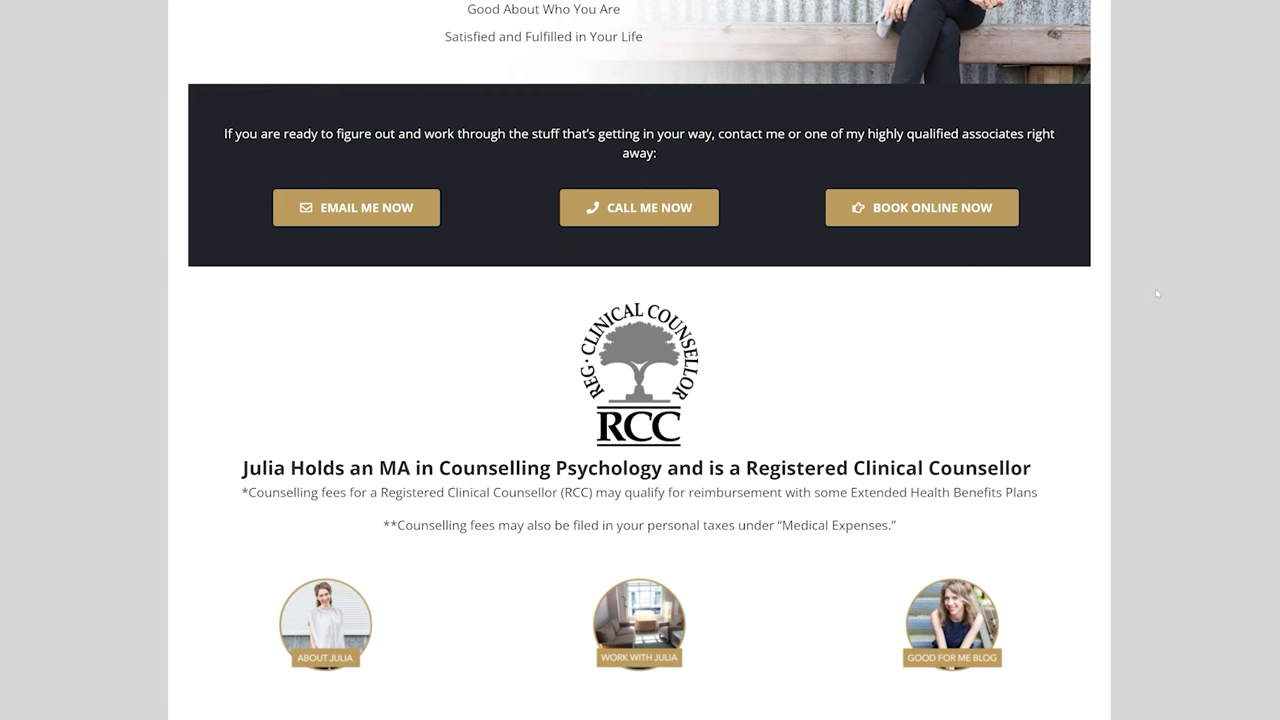 Good About Who You Are
Satisfied and Fulfilled in Your Life
If you are ready to figure out and work through the stuff that's getting in your way, contact me or one of my highly qualified associates right
away:
EMAIL ME NOW
CALL ME NOW
BOOK ONLINE NOW
REG. CLINICAL COUNSELLOR
RCC
Julia Holds an MA in Counselling Psychology and is a Registered Clinical Counsellor
*Counselling fees for a Registered Clinical Counsellor (RCC) may qualify for reimbursement with some Extended Health Benefits Plans
**Counselling fees may also be filed in your personal taxes under “Medical Expenses.”
ABOUT JULIA
WORK WITH JULIA
GOOD FOR ME BLOG